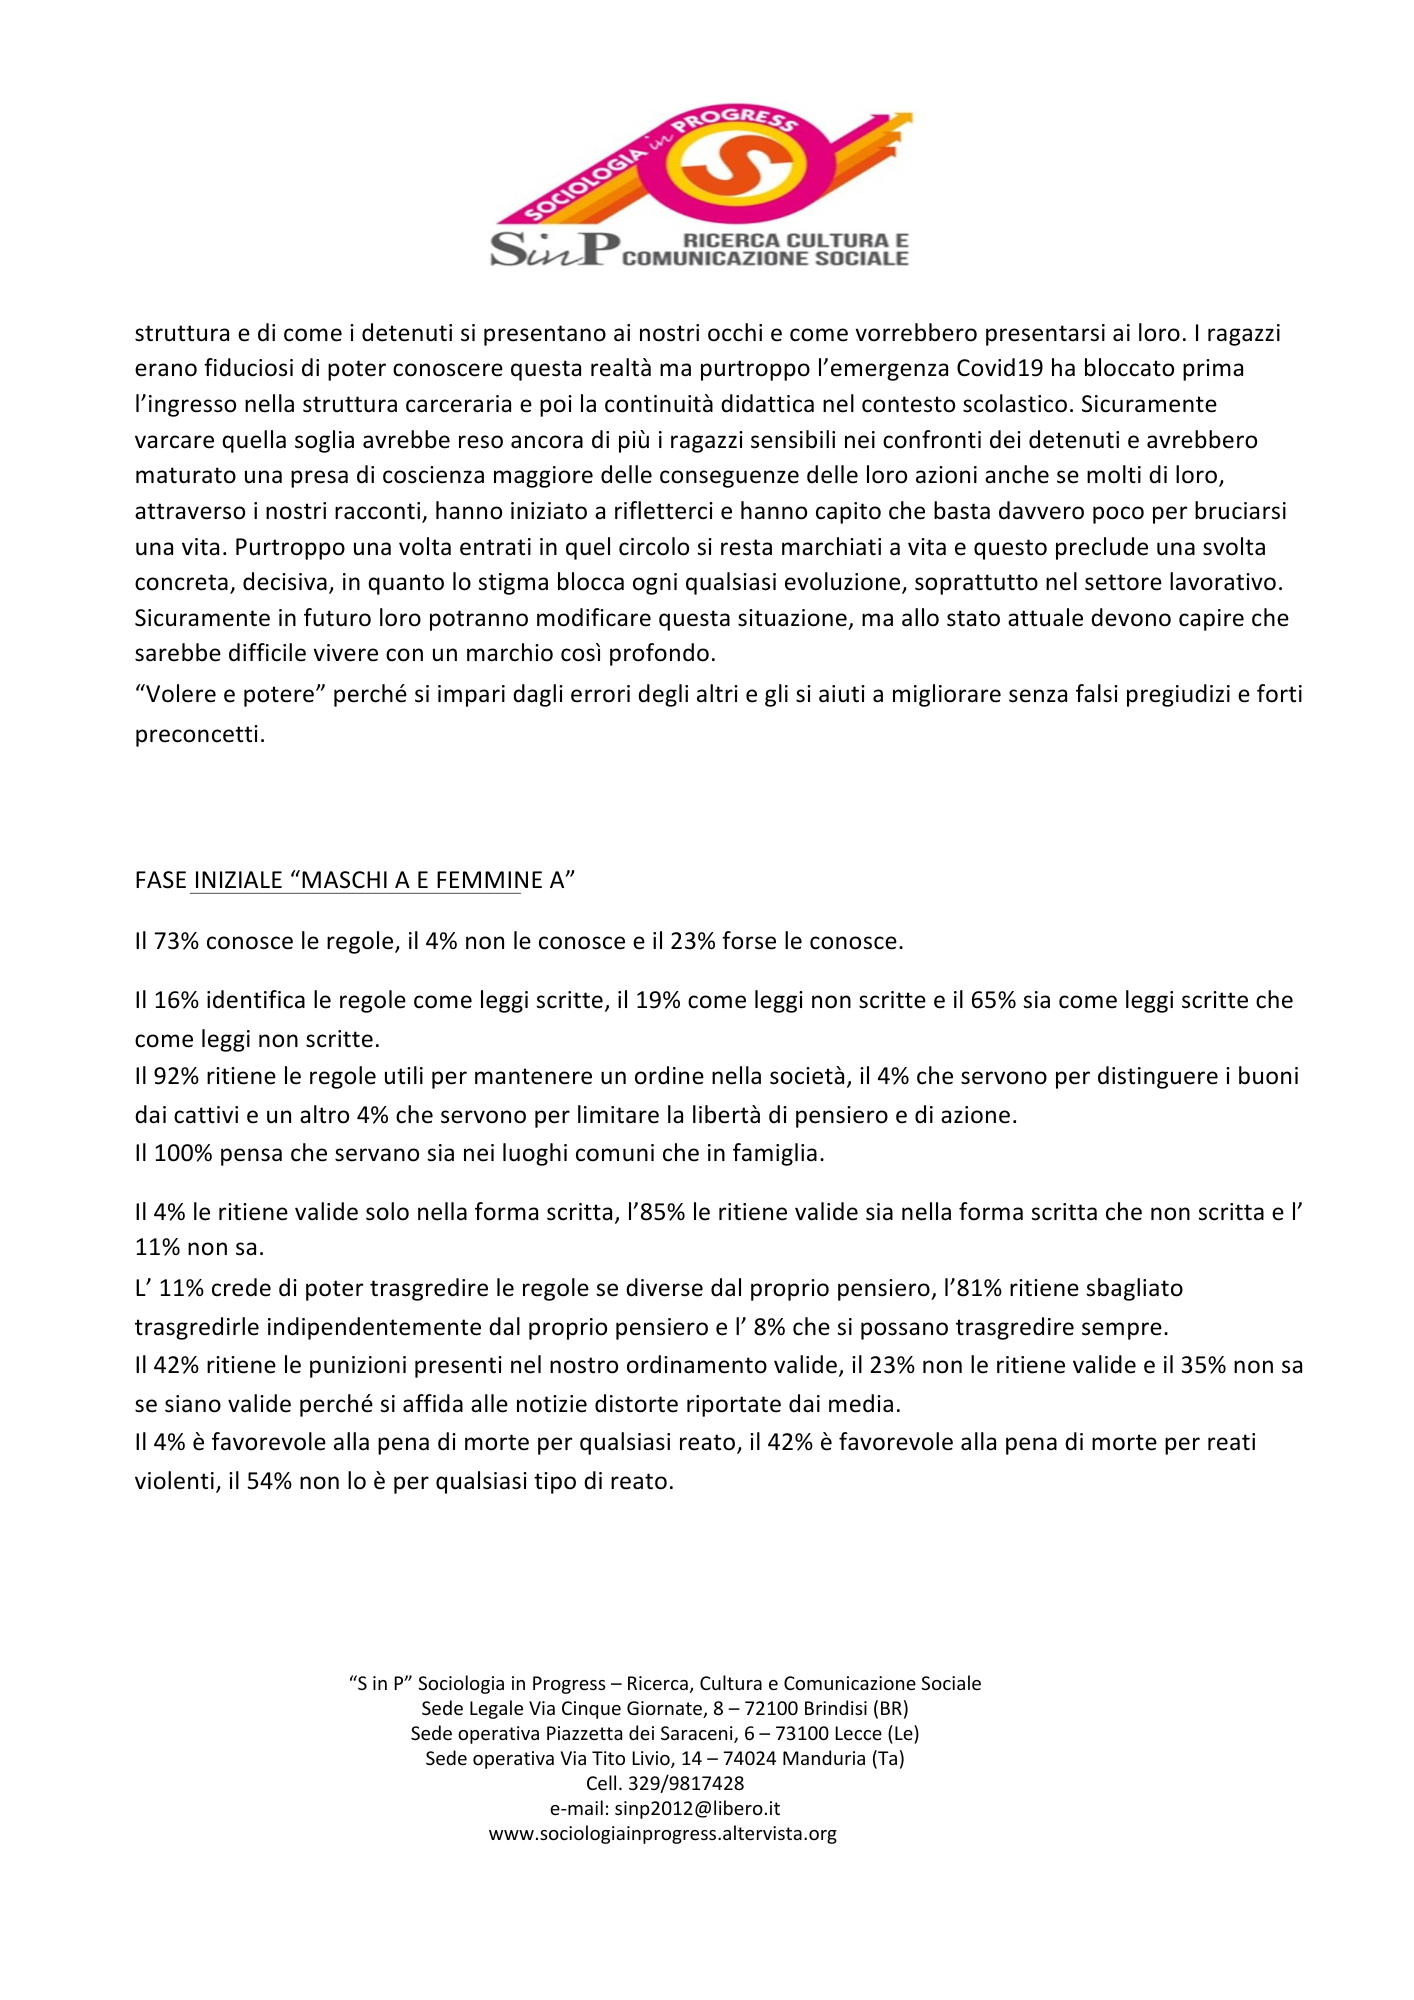 SOCIOLOGIA in PROGRESS
S
SinP RICERCA CULTURA E
COMUNICAZIONE SOCIALE
struttura e di come i detenuti si presentano ai nostri occhi e come vorrebbero presentarsi ai loro. I ragazzi
erano fiduciosi di poter conoscere questa realtà ma purtroppo l’emergenza Covid19 ha bloccato prima
l’ingresso nella struttura carceraria e poi la continuità didattica nel contesto scolastico. Sicuramente
varcare quella soglia avrebbe reso ancora di più i ragazzi sensibili nei confronti dei detenuti e avrebbero
maturato una presa di coscienza maggiore delle conseguenze delle loro azioni anche se molti di loro,
attraverso i nostri racconti, hanno iniziato a rifletterci e hanno capito che basta davvero poco per bruciarsi
una vita. Purtroppo una volta entrati in quel circolo si resta marchiati a vita e questo preclude una svolta
concreta, decisiva, in quanto lo stigma blocca ogni qualsiasi evoluzione, soprattutto nel settore lavorativo.
Sicuramente in futuro loro potranno modificare questa situazione, ma allo stato attuale devono capire che
sarebbe difficile vivere con un marchio così profondo.
“Volere e potere” perché si impari dagli errori degli altri e gli si aiuti a migliorare senza falsi pregiudizi e forti
preconcetti.
FASE INIZIALE “MASCHI A E FEMMINE A”
Il 73% conosce le regole, il 4% non le conosce e il 23% forse le conosce.
Il 16% identifica le regole come leggi scritte, il 19% come leggi non scritte e il 65% sia come leggi scritte che
come leggi non scritte.
Il 92% ritiene le regole utili per mantenere un ordine nella società, il 4% che servono per distinguere i buoni
dai cattivi e un altro 4% che servono per limitare la libertà di pensiero e di azione.
Il 100% pensa che servano sia nei luoghi comuni che in famiglia.
Il 4% le ritiene valide solo nella forma scritta, l’85% le ritiene valide sia nella forma scritta che non scritta e l’
11% non sa.
L’ 11% crede di poter trasgredire le regole se diverse dal proprio pensiero, l’81% ritiene sbagliato
trasgredirle indipendentemente dal proprio pensiero e l’ 8% che si possano trasgredire sempre.
Il 42% ritiene le punizioni presenti nel nostro ordinamento valide, il 23% non le ritiene valide e il 35% non sa
se siano valide perché si affida alle notizie distorte riportate dai media.
Il 4% è favorevole alla pena di morte per qualsiasi reato, il 42% è favorevole alla pena di morte per reati
violenti, il 54% non lo è per qualsiasi tipo di reato.
“S in P” Sociologia in Progress – Ricerca, Cultura e Comunicazione Sociale
Sede Legale Via Cinque Giornate, 8 – 72100 Brindisi (BR)
Sede operativa Piazzetta dei Saraceni, 6 – 73100 Lecce (Le)
Sede operativa Via Tito Livio, 14 – 74024 Manduria (Ta)
Cell. 329/9817428
e-mail: sinp2012@libero.it
www.sociologiainprogress.altervista.org